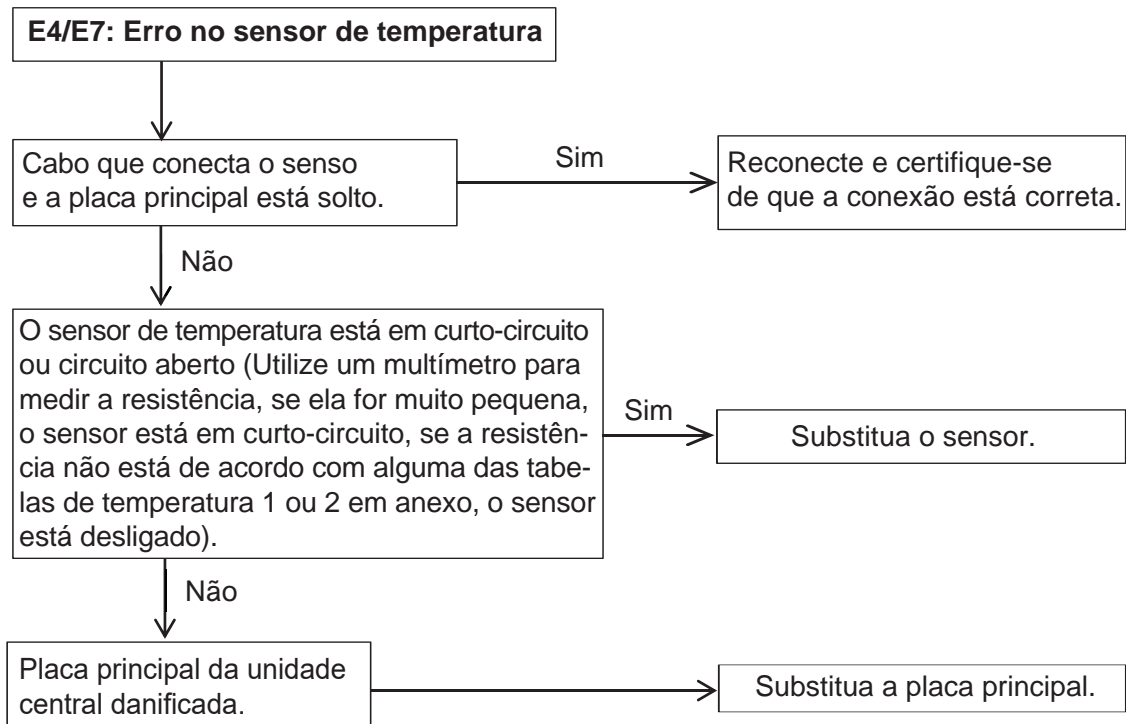 E4/E7: Erro no sensor de temperatura
Cabo que conecta o senso
e a placa principal está solto.
Sim
Reconecte e certifique-se
de que a conexão está correta.
Não
O sensor de temperatura está em curto-circuito
ou circuito aberto (Utilize um multímetro para
medir a resistência, se ela for muito pequena,
o sensor está em curto-circuito, se a resistên-
cia não está de acordo com alguma das tabe-
las de temperatura 1 ou 2 em anexo, o sensor
está desligado).
Sim
Substitua o sensor.
Não
Placa principal da unidade
central danificada.
Substitua a placa principal.